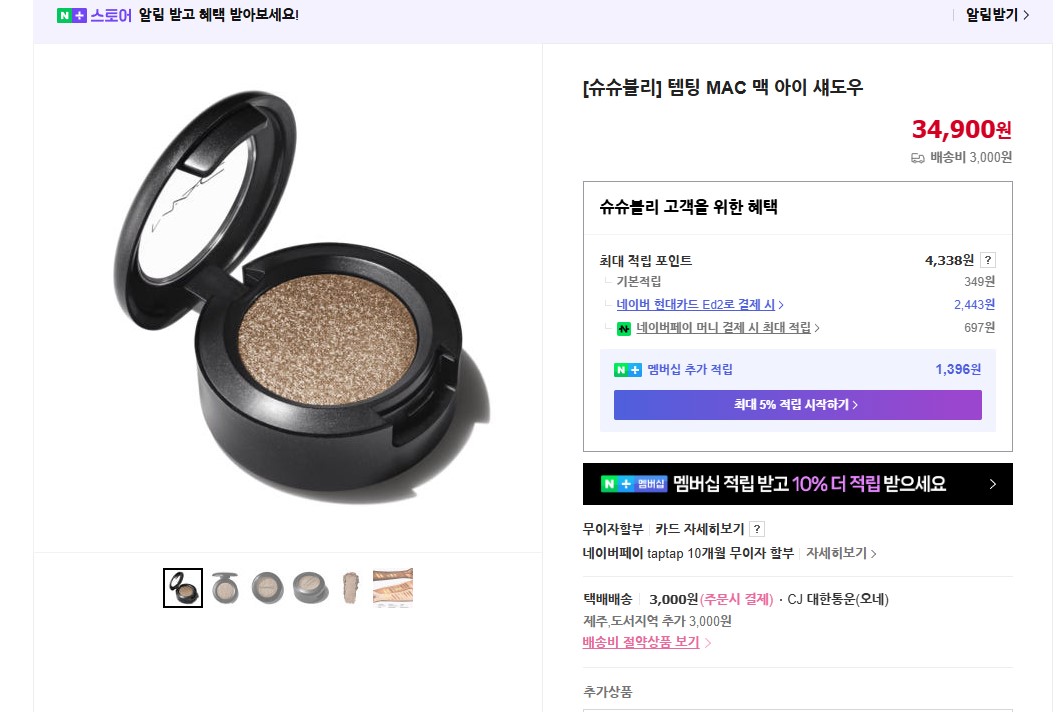 N+ 스토어 알림 받고 혜택 받아보세요!
알림받기 >
[슈슈블리] 템팅 MAC 맥 아이 섀도우
34,900원
배송비 3,000원
슈슈블리 고객을 위한 혜택
최대 적립 포인트 4,338원 ?
기본적립 349원
네이버 현대카드 Ed2로 결제 시 > 2,443원
N 네이버페이 머니 결제 시 최대 적립 > 697원
N+ 멤버십 추가 적립 1,396원
최대 5% 적립 시작하기 >
N+ 멤버십 멤버십 적립 받고 10% 더 적립 받으세요 >
무이자할부 카드 자세히보기 ?
네이버페이 taptap 10개월 무이자 할부 자세히보기 >
택배배송 3,000원(주문시 결제) · CJ 대한통운(오네)
제주,도서지역 추가 3,000원
배송비 절약상품 보기 >
추가상품